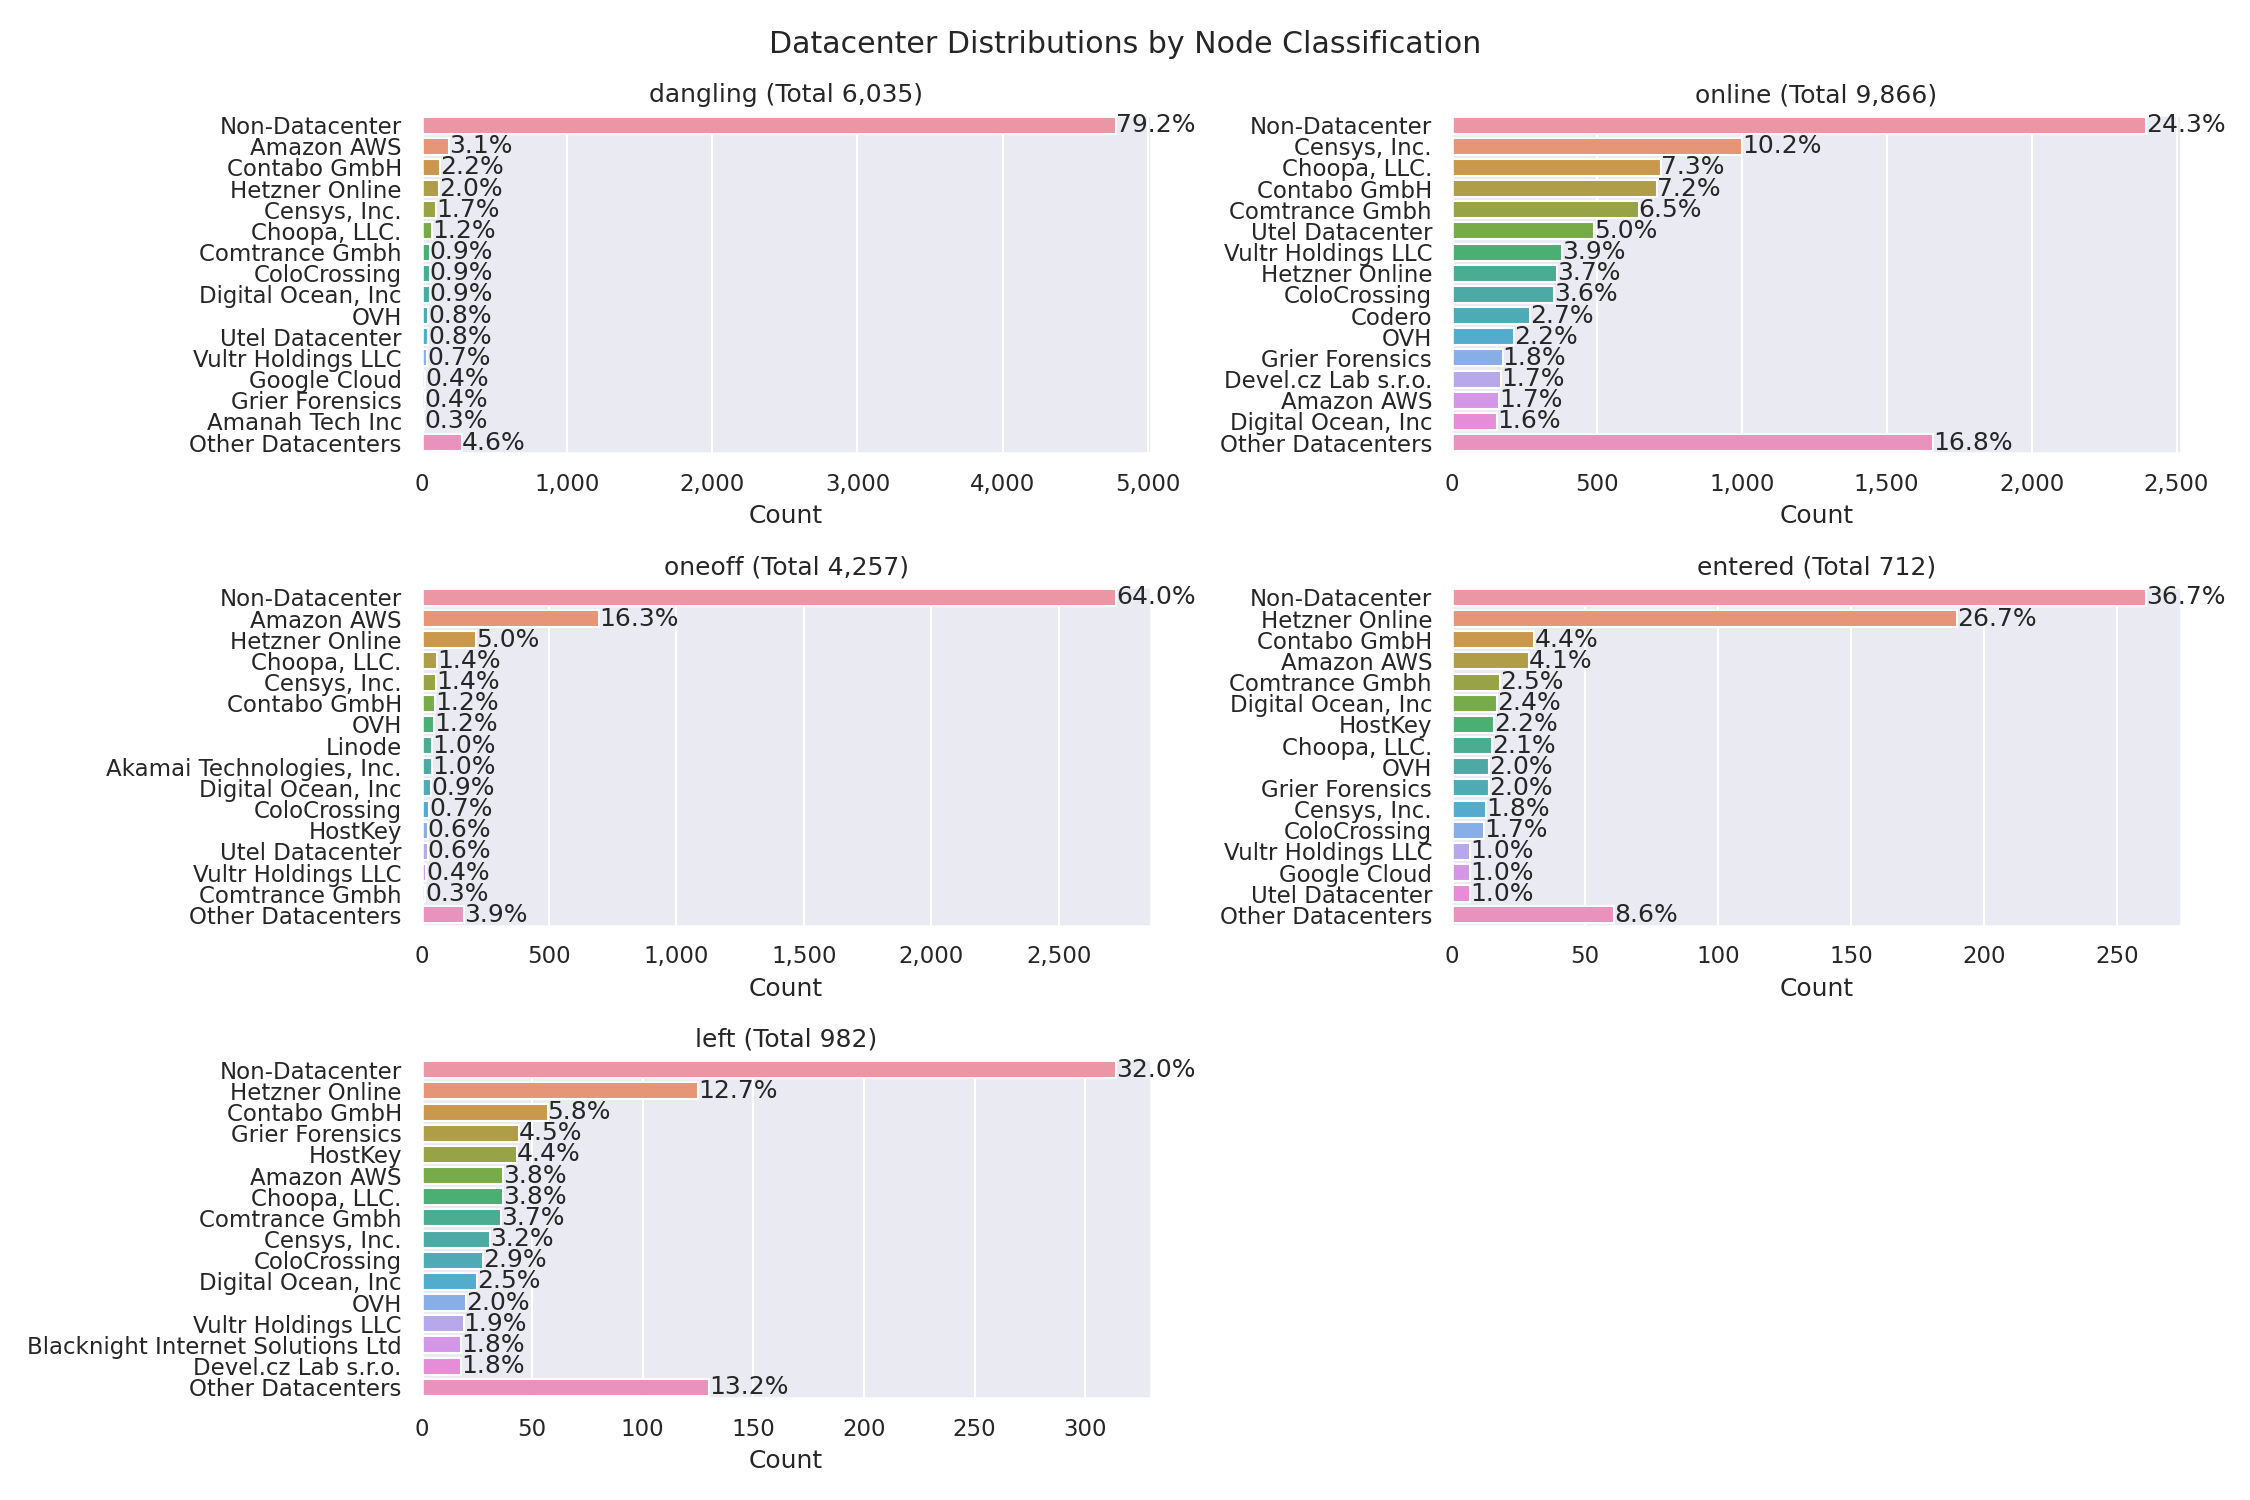 Datacenter Distributions by Node Classification
dangling (Total 6,035)
Non-Datacenter 79.2%
Amazon AWS 3.1%
Contabo GmbH 2.2%
Hetzner Online 2.0%
Censys, Inc. 1.7%
Choopa, LLC. 1.2%
Comtrance Gmbh 0.9%
ColoCrossing 0.9%
Digital Ocean, Inc 0.9%
OVH 0.8%
Utel Datacenter 0.8%
Vultr Holdings LLC 0.7%
Google Cloud 0.4%
Grier Forensics 0.4%
Amanah Tech Inc 0.3%
Other Datacenters 4.6%
0 1,000 2,000 3,000 4,000 5,000
Count
online (Total 9,866)
Non-Datacenter 24.3%
Censys, Inc. 10.2%
Choopa, LLC. 7.3%
Contabo GmbH 7.2%
Comtrance Gmbh 6.5%
Utel Datacenter 5.0%
Vultr Holdings LLC 3.9%
Hetzner Online 3.7%
ColoCrossing 3.6%
Codero 2.7%
OVH 2.2%
Grier Forensics 1.8%
Devel.cz Lab s.r.o. 1.7%
Amazon AWS 1.7%
Digital Ocean, Inc 1.6%
Other Datacenters 16.8%
0 500 1,000 1,500 2,000 2,500
Count
oneoff (Total 4,257)
Non-Datacenter 64.0%
Amazon AWS 16.3%
Hetzner Online 5.0%
Choopa, LLC. 1.4%
Censys, Inc. 1.4%
Contabo GmbH 1.2%
OVH 1.2%
Linode 1.0%
Akamai Technologies, Inc. 1.0%
Digital Ocean, Inc 0.9%
ColoCrossing 0.7%
HostKey 0.6%
Utel Datacenter 0.6%
Vultr Holdings LLC 0.4%
Comtrance Gmbh 0.3%
Other Datacenters 3.9%
0 500 1,000 1,500 2,000 2,500
Count
entered (Total 712)
Non-Datacenter 36.7%
Hetzner Online 26.7%
Contabo GmbH 4.4%
Amazon AWS 4.1%
Comtrance Gmbh 2.5%
Digital Ocean, Inc 2.4%
HostKey 2.2%
Choopa, LLC. 2.1%
OVH 2.0%
Grier Forensics 2.0%
Censys, Inc. 1.8%
ColoCrossing 1.7%
Vultr Holdings LLC 1.0%
Google Cloud 1.0%
Utel Datacenter 1.0%
Other Datacenters 8.6%
0 50 100 150 200 250
Count
left (Total 982)
Non-Datacenter 32.0%
Hetzner Online 12.7%
Contabo GmbH 5.8%
Grier Forensics 4.5%
HostKey 4.4%
Amazon AWS 3.8%
Choopa, LLC. 3.8%
Comtrance Gmbh 3.7%
Censys, Inc. 3.2%
ColoCrossing 2.9%
Digital Ocean, Inc 2.5%
OVH 2.0%
Vultr Holdings LLC 1.9%
Blacknight Internet Solutions Ltd 1.8%
Devel.cz Lab s.r.o. 1.8%
Other Datacenters 13.2%
0 50 100 150 200 250 300
Count